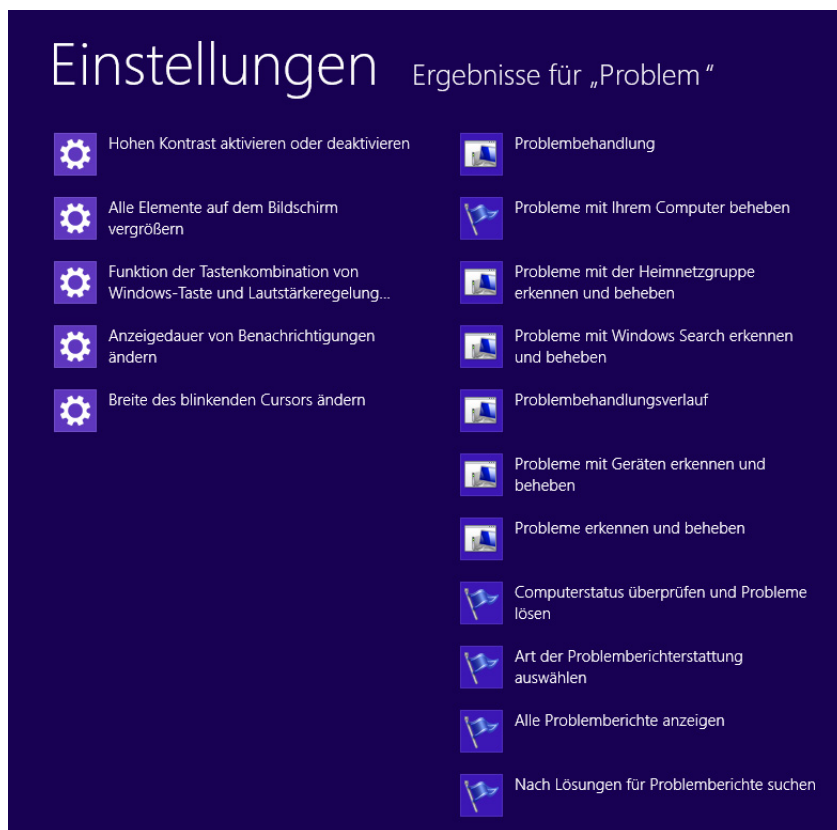 Einstellungen Ergebnisse für „Problem “
Hohen Kontrast aktivieren oder deaktivieren
Alle Elemente auf dem Bildschirm
vergrößern
Funktion der Tastenkombination von
Windows-Taste und Lautstärkeregelung...
Anzeigedauer von Benachrichtigungen
ändern
Breite des blinkenden Cursors ändern
Problembehandlung
Probleme mit Ihrem Computer beheben
Probleme mit der Heimnetzgruppe
erkennen und beheben
Probleme mit Windows Search erkennen
und beheben
Problembehandlungsverlauf
Probleme mit Geräten erkennen und
beheben
Probleme erkennen und beheben
Computerstatus überprüfen und Probleme
lösen
Art der Problemberichterstattung
auswählen
Alle Problemberichte anzeigen
Nach Lösungen für Problemberichte suchen